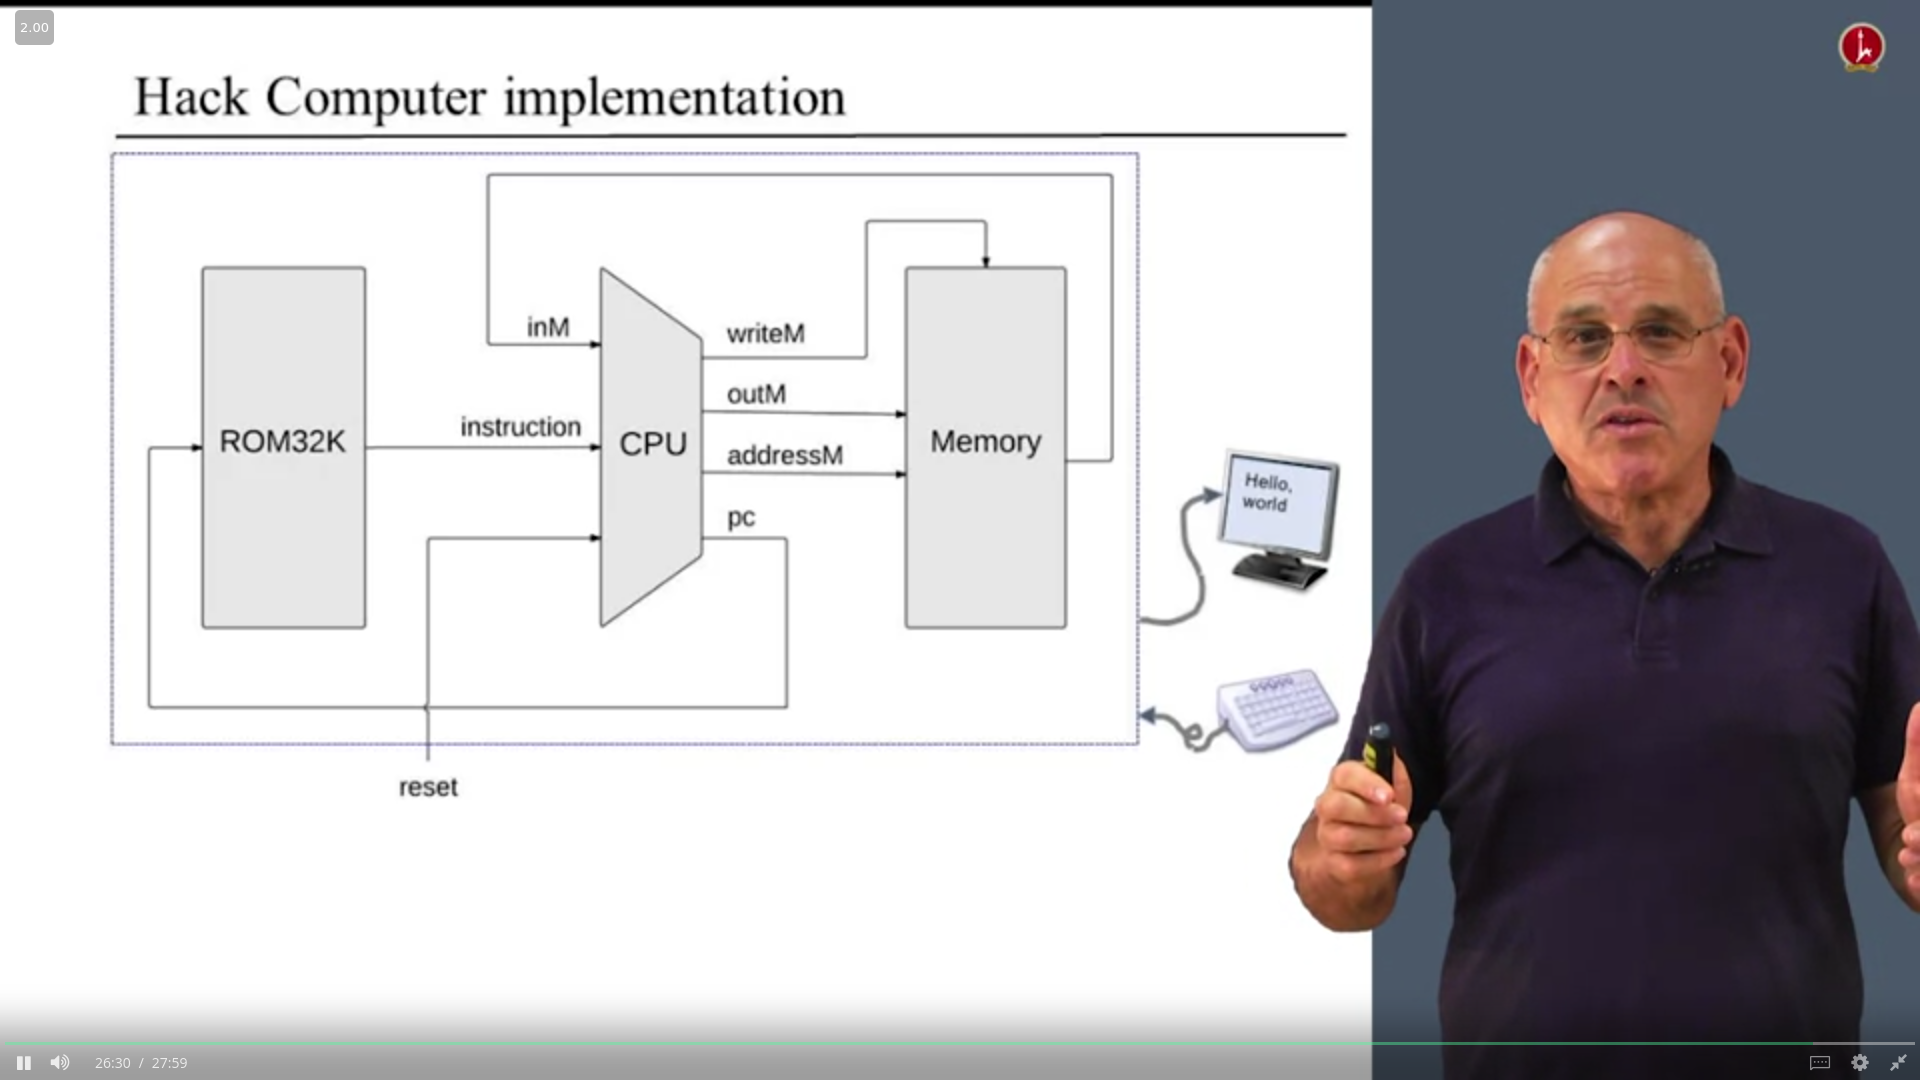 2.00
Hack Computer implementation
inM
writeM
outM
instruction
ROM32K
CPU
addressM
Memory
pc
Hello,
world
reset
26:30 / 27:59